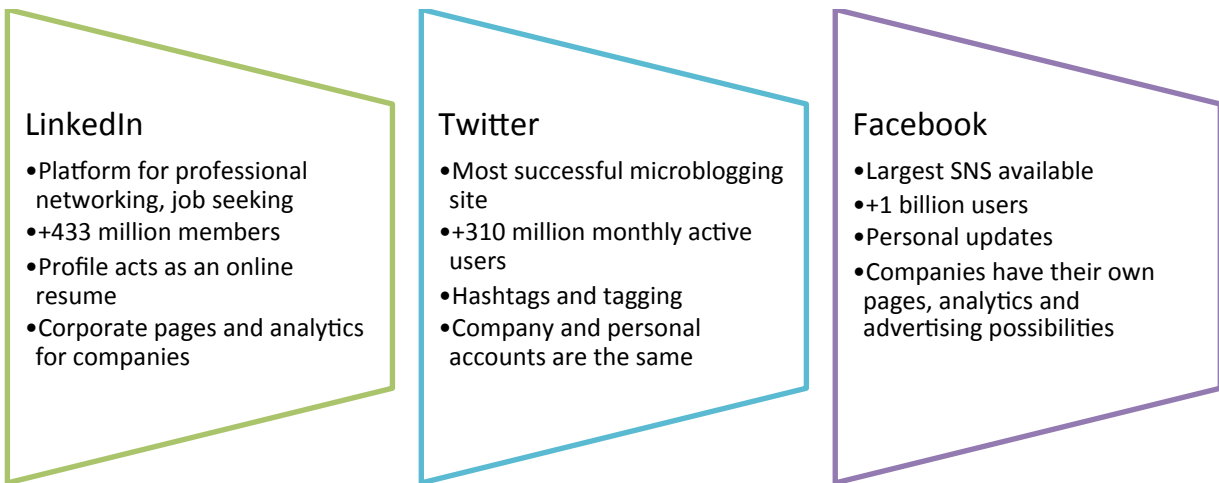 LinkedIn
•Platform for professional
networking, job seeking
•+433 million members
•Profile acts as an online
resume
•Corporate pages and analytics
for companies
Twitter
•Most successful microblogging
site
•+310 million monthly active
users
•Hashtags and tagging
•Company and personal
accounts are the same
Facebook
•Largest SNS available
•+1 billion users
•Personal updates
•Companies have their own
pages, analytics and
advertising possibilities